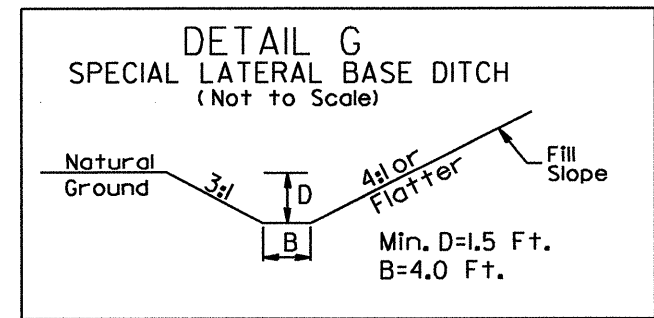 DETAIL G
SPECIAL LATERAL BASE DITCH
(Not to Scale)
Natural
Ground
3:1
D
B
4:1 or
Flatter
Fill
Slope
Min. D=1.5 Ft.
B=4.0 Ft.